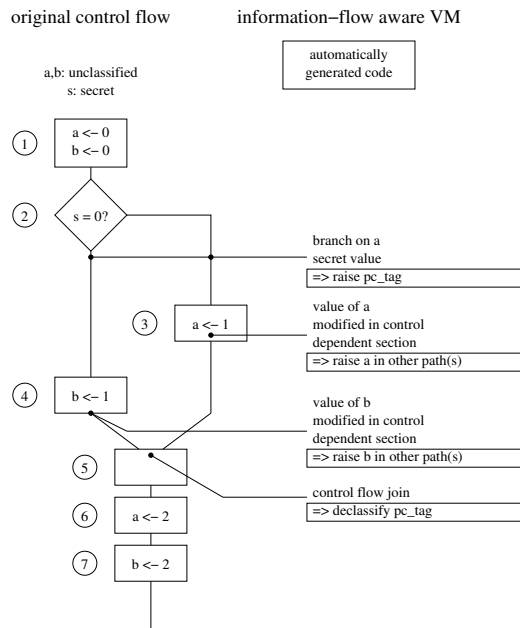 original control flow
information-flow aware VM
automatically
generated code
a,b: unclassified
s: secret
1
a <- 0
b <- 0
2
s = 0?
branch on a
secret value
=> raise pc_tag
3
a <- 1
value of a
modified in control
dependent section
=> raise a in other path(s)
4
b <- 1
value of b
modified in control
dependent section
=> raise b in other path(s)
5
control flow join
=> declassify pc_tag
6
a <- 2
7
b <- 2